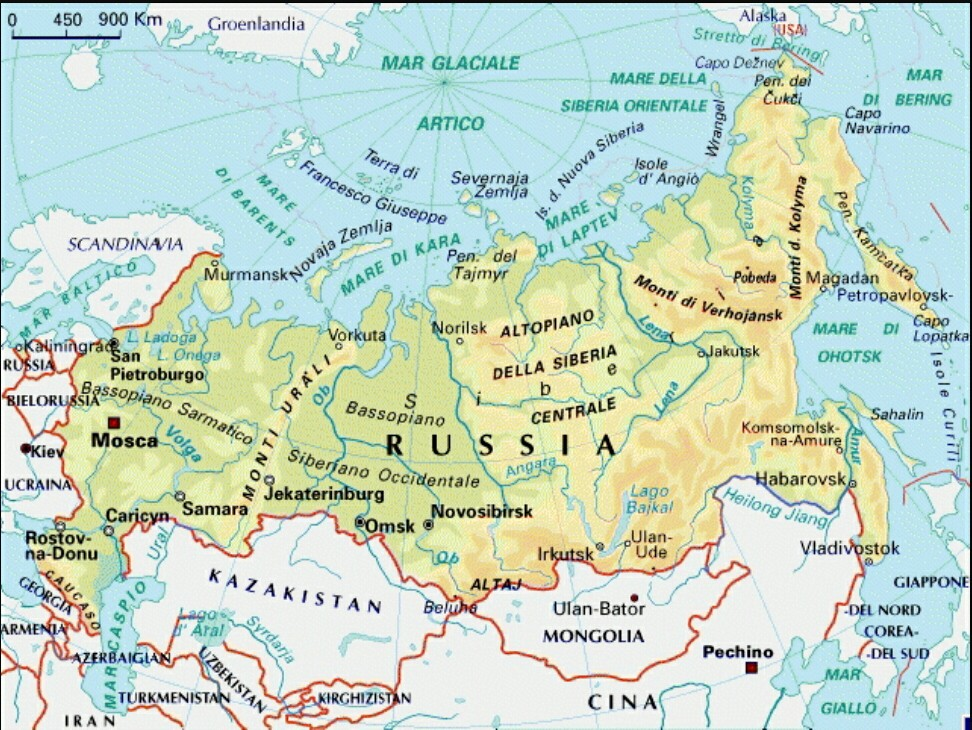 0 450 900 Km
Groenlandia
Alaska
(USA)
Stretto di Bering
MAR GLACIALE
ARTICO
MARE DELLA
SIBERIA ORIENTALE
Capo Dežnev
Pen. dei
Čukči
MAR
DI BERING
Capo
Navarino
Wrangel
Is. d. Nuova Siberia
Isole
d' Angiò
Terra di
Francesco Giuseppe
Severnaja
Zemlja
MARE
DI BARENTS
MARE
DI LAPTEV
Kolyma
Monti d. Kolyma
Pen. Kamzatka
SCANDINAVIA
Novaja Zemlja
MARE DI KARA
Pen. del
Tajmyr
Murmansk
MAR BALTICO
Pobeda
Magadan
Petropavlovsk-
Monti di Verhojansk
Capo
Lopatka
MARE DI
OHOTSK
Isole Curili
Kaliningrad
RUSSIA
L. Ladoga
L. Onega
San
Pietroburgo
Vorkuta
Norilsk
ALTOPIANO
DELLA SIBERIA
CENTRALE
Lena
Jakutsk
Lena
BIELORUSSIA
Bassopiano Sarmatico
MONTI URALI
Ob
S i b e r i a
Bassopiano
Siberiano Occidentale
RUSSIA
Mosca
Volga
Kiev
UCRAINA
Angara
Sahalin
Komsomolsk-
na-Amure
Amur
Habarovsk
Heilong Jiang
Lago
Bajkal
Jekaterinburg
Samara
Caricyn
Rostov-
na-Donu
Ural
Omsk
Novosibirsk
Ob
Irkutsk
Ulan-
Ude
Vladivostok
CAUCASO
GEORGIA
ARMENIA
AZERBAIGIAN
MAR CASPIO
KAZAKISTAN
ALTAJ
Beluha
Ulan-Bator
MONGOLIA
GIAPPONE
-DEL NORD
COREA-
-DEL SUD
Lago
d' Aral
Syrdarja
UZBEKISTAN
TURKMENISTAN
KIRGHIZISTAN
IRAN
Pechino
CINA
MAR
GIALLO